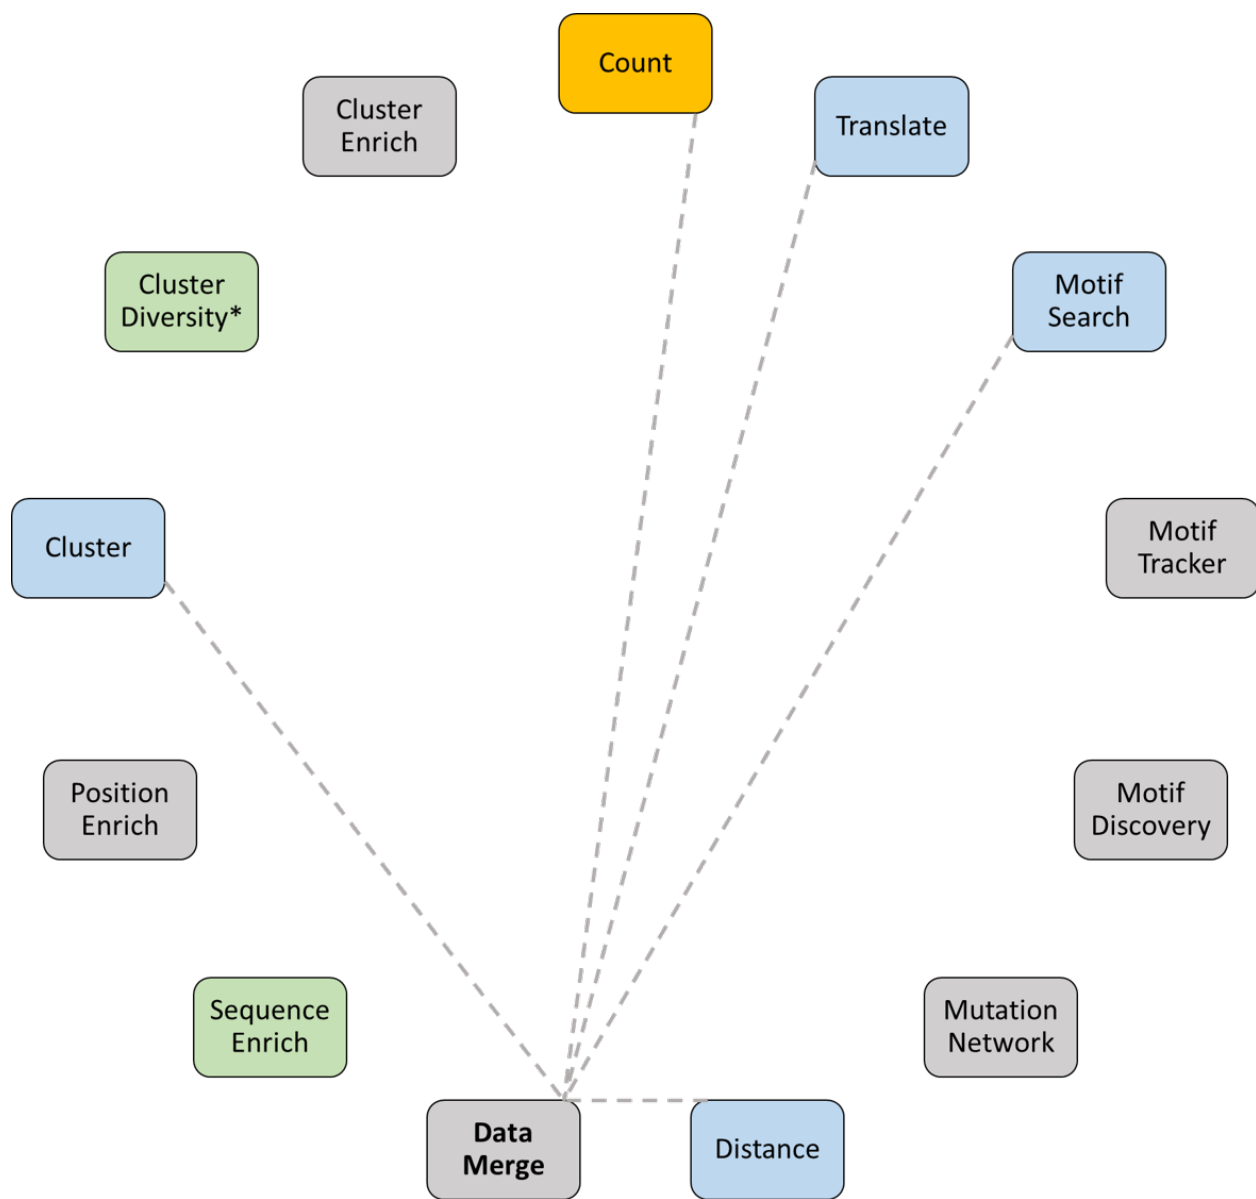 Count
Cluster
Enrich
Translate
Cluster
Diversity*
Motif
Search
Cluster
Motif
Tracker
Position
Enrich
Motif
Discovery
Sequence
Enrich
Mutation
Network
Data
Merge
Distance